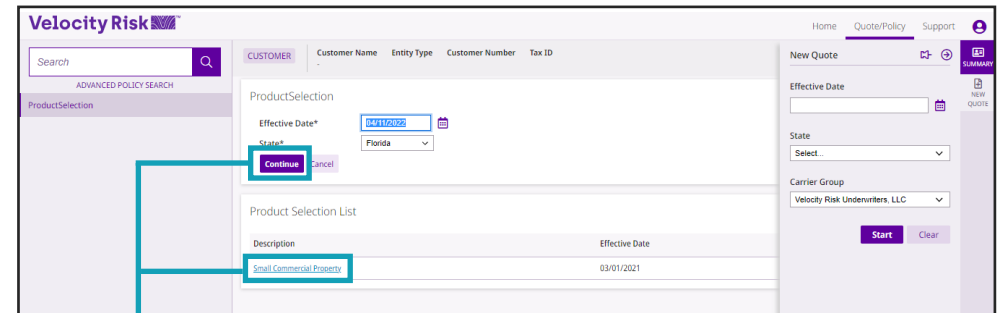 Velocity Risk
Home Quote/Policy Support
Search
ADVANCED POLICY SEARCH
ProductSelection
CUSTOMER
Customer Name Entity Type Customer Number Tax ID
-
ProductSelection
Effective Date* 04/11/2022
State* Florida
Continue Cancel
Product Selection List
Description Effective Date
Small Commercial Property 03/01/2021
New Quote
Effective Date
State
Select...
Carrier Group
Velocity Risk Underwriters, LLC
Start Clear
SUMMARY
NEW
QUOTE